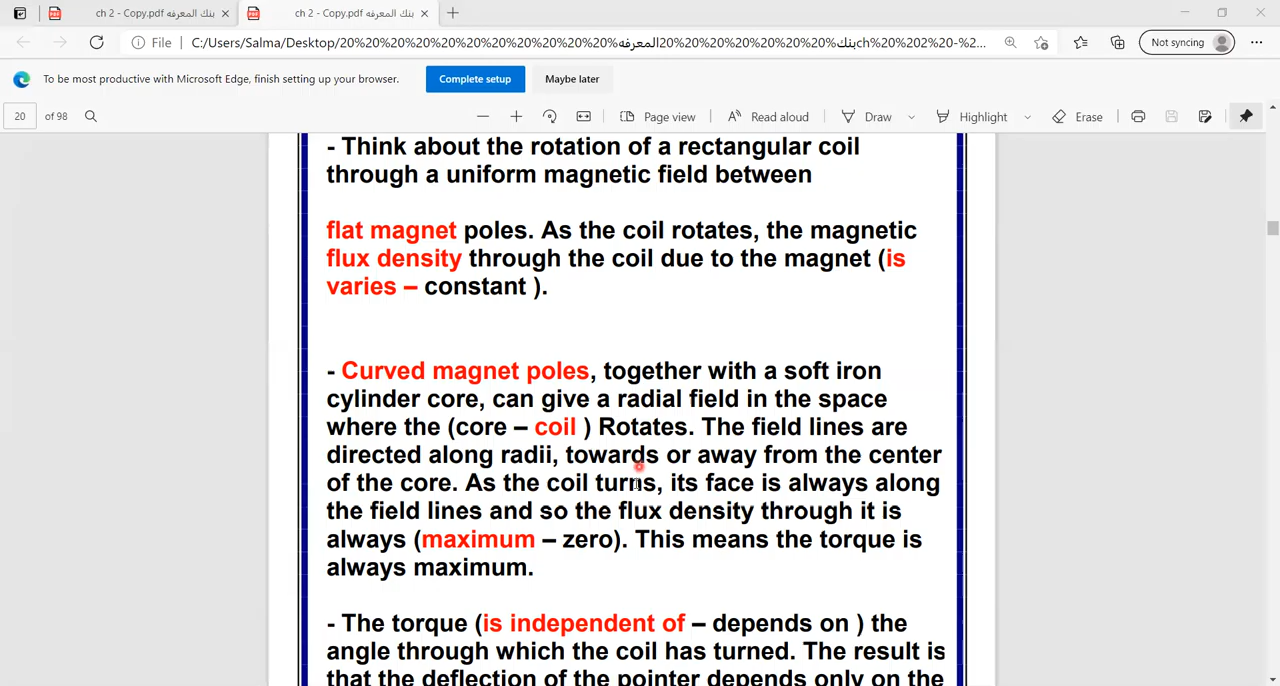 ch 2 - Copy.pdf بنك المعرفه
ch 2 - Copy.pdf بنك المعرفه
File
Not syncing
To be most productive with Microsoft Edge, finish setting up your browser.
Complete setup
Maybe later
20 of 98
Page view
Read aloud
Draw
Highlight
Erase
- Think about the rotation of a rectangular coil
through a uniform magnetic field between
flat magnet poles. As the coil rotates, the magnetic
flux density through the coil due to the magnet (is
varies – constant ).
- Curved magnet poles, together with a soft iron
cylinder core, can give a radial field in the space
where the (core – coil ) Rotates. The field lines are
directed along radii, towards or away from the center
of the core. As the coil turns, its face is always along
the field lines and so the flux density through it is
always (maximum – zero). This means the torque is
always maximum.
- The torque (is independent of – depends on ) the
angle through which the coil has turned. The result is
that the deflection of the pointer depends only on the